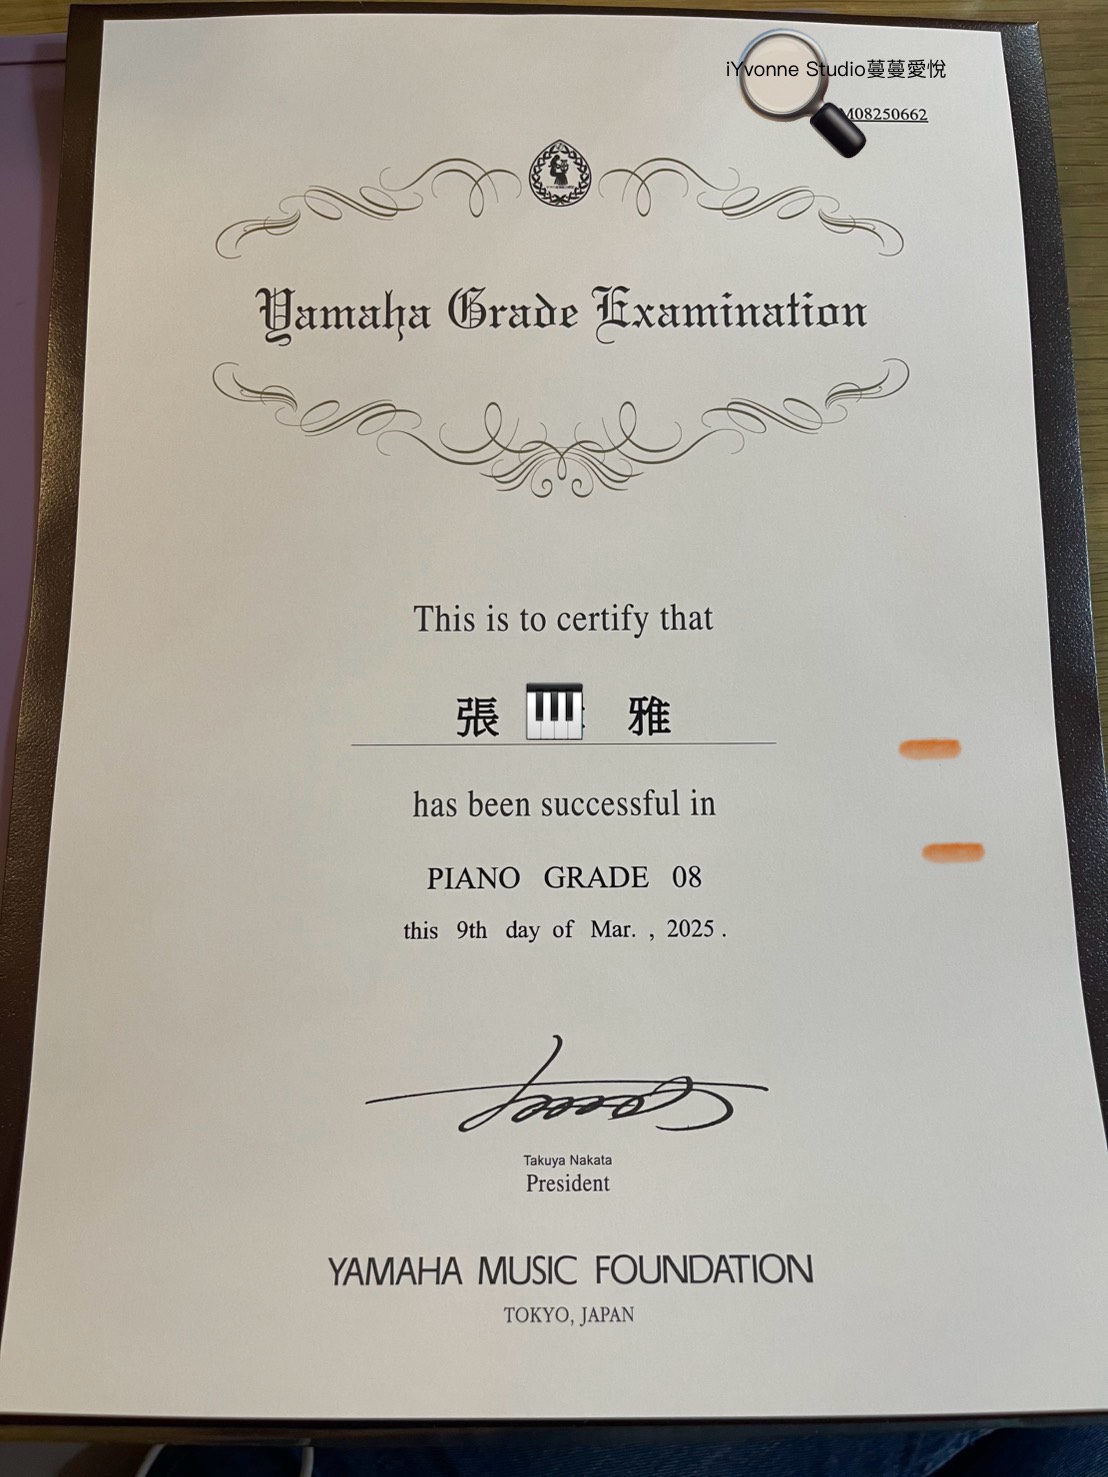 iYvonne Studio蔓蔓愛悅
M08250662
Yamaha Grade Examination
This is to certify that
張 雅
has been successful in
PIANO GRADE 08
this 9th day of Mar. , 2025 .
Takuya Nakata
President
YAMAHA MUSIC FOUNDATION
TOKYO, JAPAN